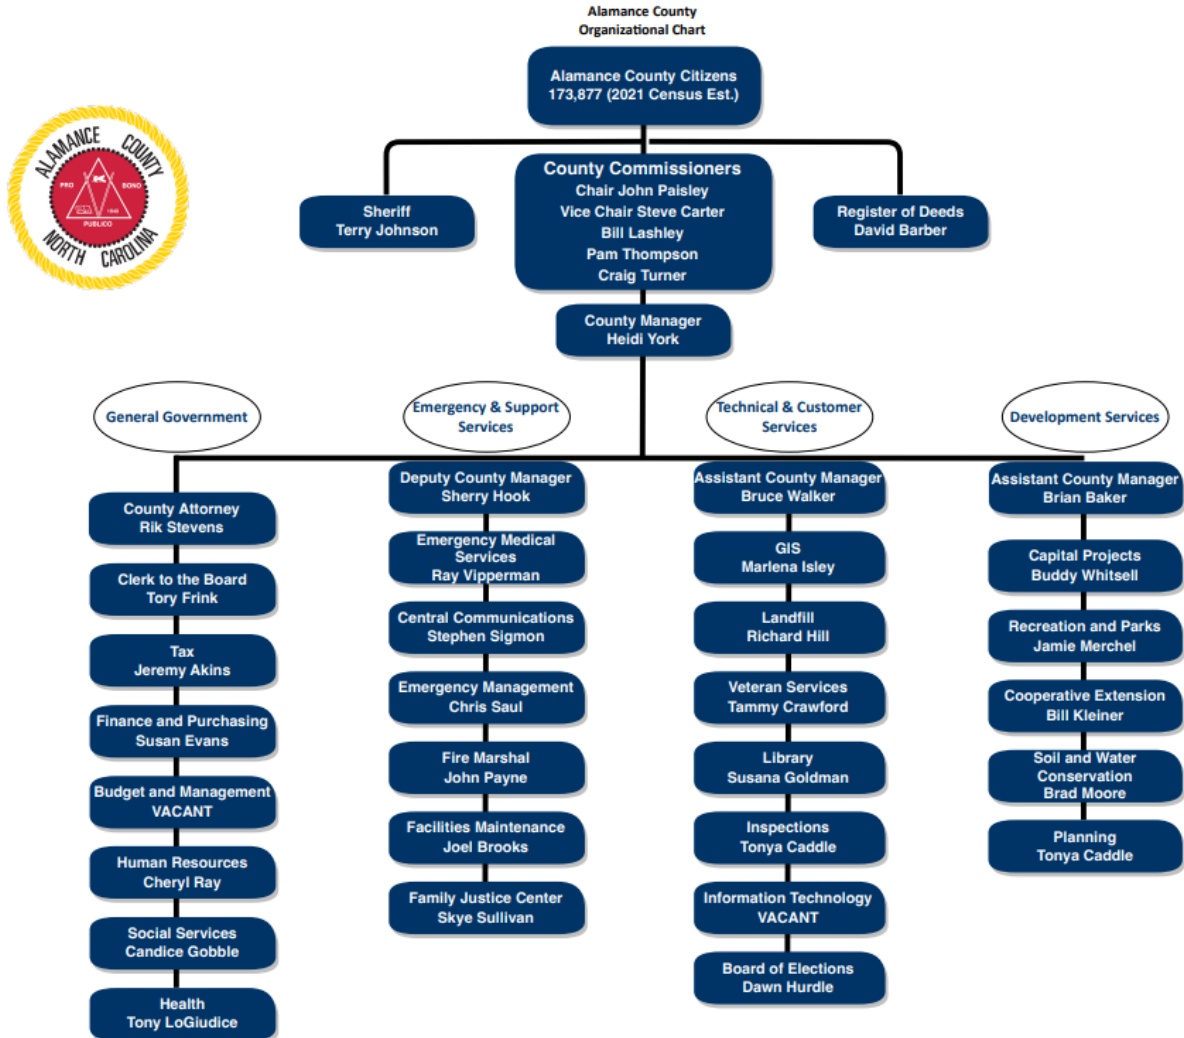 Alamance County
Organizational Chart
Alamance County Citizens
173,877 (2021 Census Est.)
ALAMANCE COUNTY
NORTH CAROLINA
PRO
BONO
1849
PUBLICO
Sheriff
Terry Johnson
County Commissioners
Chair John Paisley
Vice Chair Steve Carter
Bill Lashley
Pam Thompson
Craig Turner
Register of Deeds
David Barber
County Manager
Heidi York
General Government
County Attorney
Rik Stevens
Clerk to the Board
Tory Frink
Tax
Jeremy Akins
Finance and Purchasing
Susan Evans
Budget and Management
VACANT
Human Resources
Cheryl Ray
Social Services
Candice Gobble
Health
Tony LoGiudice
Emergency & Support
Services
Deputy County Manager
Sherry Hook
Emergency Medical
Services
Ray Vipperman
Central Communications
Stephen Sigmon
Emergency Management
Chris Saul
Fire Marshal
John Payne
Facilities Maintenance
Joel Brooks
Family Justice Center
Skye Sullivan
Technical & Customer
Services
Assistant County Manager
Bruce Walker
GIS
Marlena Isley
Landfill
Richard Hill
Veteran Services
Tammy Crawford
Library
Susana Goldman
Inspections
Tonya Caddle
Information Technology
VACANT
Board of Elections
Dawn Hurdle
Development Services
Assistant County Manager
Brian Baker
Capital Projects
Buddy Whitsell
Recreation and Parks
Jamie Merchel
Cooperative Extension
Bill Kleiner
Soil and Water
Conservation
Brad Moore
Planning
Tonya Caddle